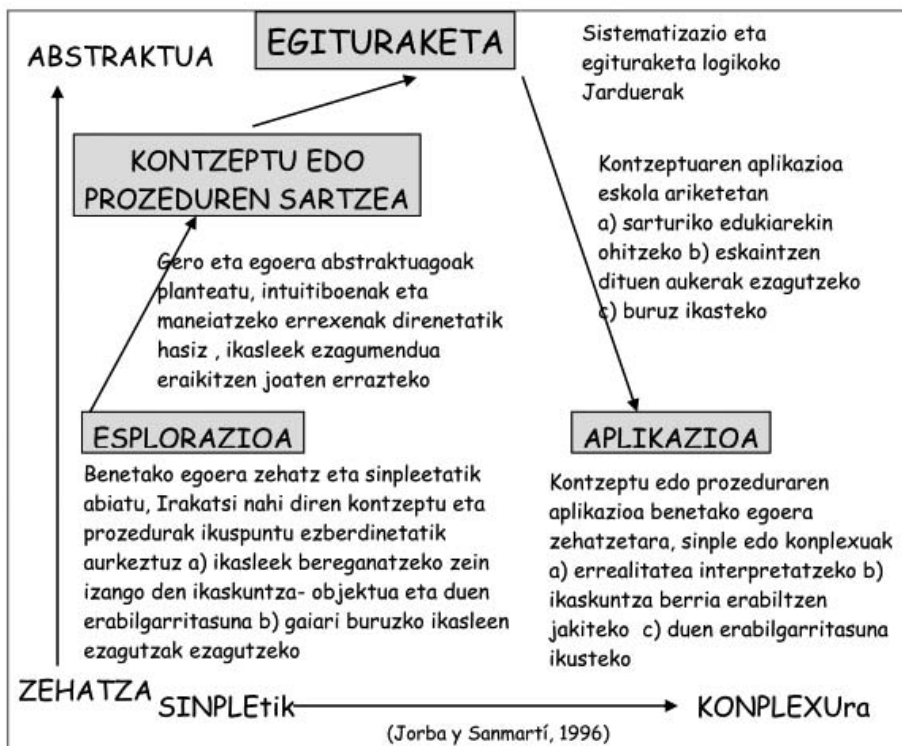 ABSTRAKTUA
EGITURAKETA
Sistematizazio eta
egituraketa logikoko
Jarduerak
KONTZEPTU EDO
PROZEDUREN SARTZEA
Kontzeptuaren aplikazioa
eskola ariketetan
a) sarturiko edukiarekin
ohitzeko b) eskaintzen
dituen aukerak ezagutzeko
c) buruz ikasteko
Gero eta egoera abstraktuagoak
planteatu, intuitiboenak eta
maneiatzeko errexenak direnetatik
hasiz , ikasleek ezagumendua
eraikitzen joaten errazteko
ESPLORAZIOA
Benetako egoera zehatz eta sinpleetatik
abiatu, Irakatsi nahi diren kontzeptu eta
prozedurak ikuspuntu ezberdinetatik
aurkeztuz a) ikasleek bereganatzeko zein
izango den ikaskuntza- objektua eta duen
erabilgarritasuna b) gaiari buruzko ikasleen
ezagutzak ezagutzeko
APLIKAZIOA
Kontzeptu edo prozeduraren
aplikazioa benetako egoera
zehatzetara, sinple edo konplexuak
a) errealitatea interpretatzeko b)
ikaskuntza berria erabiltzen
jakiteko c) duen erabilgarritasuna
ikusteko
ZEHATZA
SINPLEtik
KONPLEXUra
(Jorba y Sanmartí, 1996)